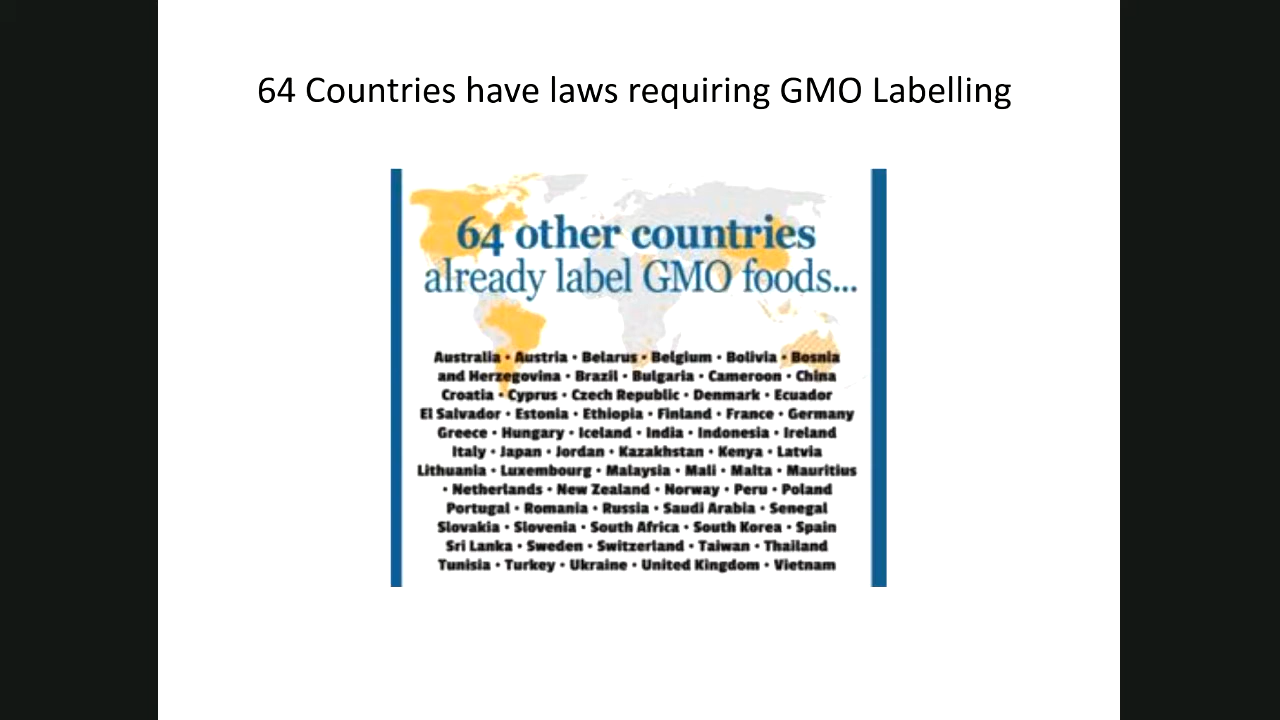 64 Countries have laws requiring GMO Labelling
64 other countries
already label GMO foods...
Australia • Austria • Belarus • Belgium • Bolivia • Bosnia
and Herzegovina • Brazil • Bulgaria • Cameroon • China
Croatia • Cyprus • Czech Republic • Denmark • Ecuador
El Salvador • Estonia • Ethiopia • Finland • France • Germany
Greece • Hungary • Iceland • India • Indonesia • Ireland
Italy • Japan • Jordan • Kazakhstan • Kenya • Latvia
Lithuania • Luxembourg • Malaysia • Mali • Malta • Mauritius
• Netherlands • New Zealand • Norway • Peru • Poland
Portugal • Romania • Russia • Saudi Arabia • Senegal
Slovakia • Slovenia • South Africa • South Korea • Spain
Sri Lanka • Sweden • Switzerland • Taiwan • Thailand
Tunisia • Turkey • Ukraine • United Kingdom • Vietnam